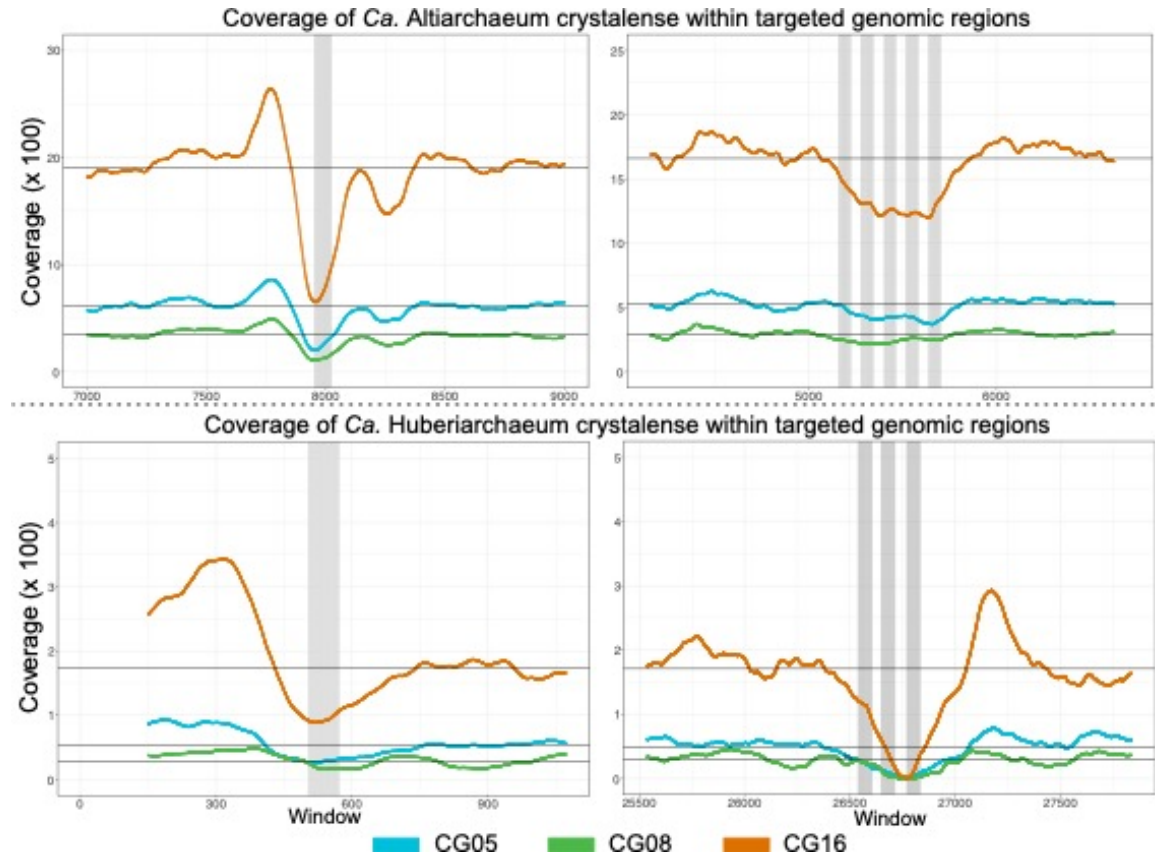 Coverage of Ca. Altiarchaeum crystalense within targeted genomic regions
Coverage (x 100)
30
20
10
0
7000 7500 8000 8500 9000
25
20
15
10
5
0
5000 6000
Coverage of Ca. Huberiarchaeum crystalense within targeted genomic regions
Coverage (x 100)
5
4
3
2
1
0
0 300 600 900
Window
5
4
3
2
1
0
25500 26000 26500 27000 27500
Window
CG05 CG08 CG16